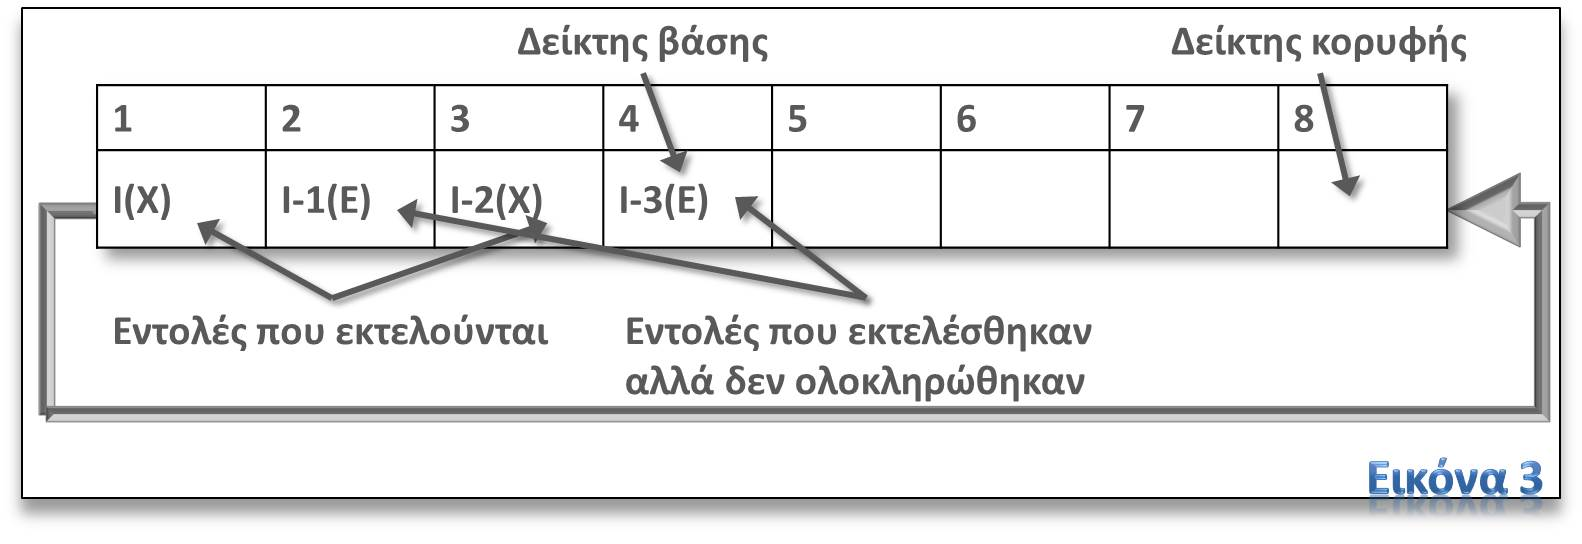 Δείκτης βάσης Δείκτης κορυφής
1 2 3 4 5 6 7 8
Ι(Χ) Ι-1(Ε) Ι-2(Χ) Ι-3(Ε)
Εντολές που εκτελούνται
Εντολές που εκτελέσθηκαν
αλλά δεν ολοκληρώθηκαν
Εικόνα 3